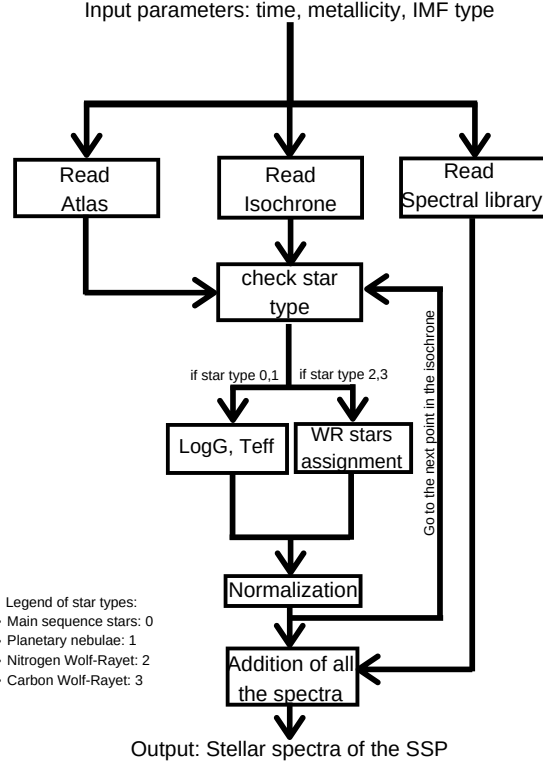 Input parameters: time, metallicity, IMF type
Read
Atlas
Read
Isochrone
Read
Spectral library
check star
type
if star type 0,1
if star type 2,3
LogG, Teff
WR stars
assignment
Go to the next point in the isochrone
Normalization
Legend of star types:
· Main sequence stars: 0
· Planetary nebulae: 1
· Nitrogen Wolf-Rayet: 2
· Carbon Wolf-Rayet: 3
Addition of all
the spectra
Output: Stellar spectra of the SSP